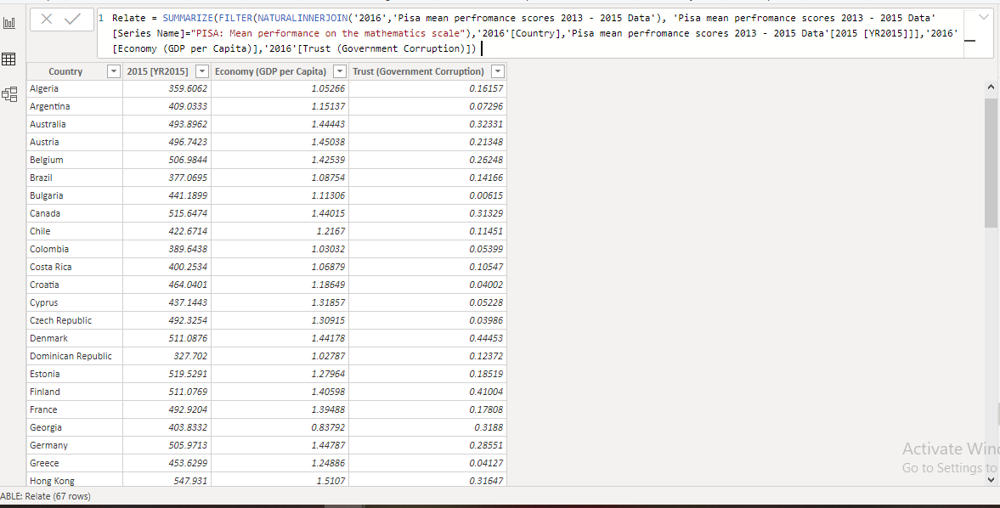 1 Relate = SUMMARIZE(FILTER(NATURALINNERJOIN('2016','Pisa mean perfromance scores 2013 - 2015 Data'), 'Pisa mean perfromance scores 2013 - 2015 Data'
[Series Name]="PISA: Mean performance on the mathematics scale"),'2016'[Country],'Pisa mean perfromance scores 2013 - 2015 Data'[2015 [YR2015]]],'2016'
[Economy (GDP per Capita)],'2016'[Trust (Government Corruption)])
Country 2015 [YR2015] Economy (GDP per Capita) Trust (Government Corruption)
Algeria 359.6062 1.05266 0.16157
Argentina 409.0333 1.15137 0.07296
Australia 493.8962 1.44443 0.32331
Austria 496.7423 1.45038 0.21348
Belgium 506.9844 1.42539 0.26248
Brazil 377.0695 1.08754 0.14166
Bulgaria 441.1899 1.11306 0.00615
Canada 515.6474 1.44015 0.31329
Chile 422.6714 1.2167 0.11451
Colombia 389.6438 1.03032 0.05399
Costa Rica 400.2534 1.06879 0.10547
Croatia 464.0401 1.18649 0.04002
Cyprus 437.1443 1.31857 0.05228
Czech Republic 492.3254 1.30915 0.03986
Denmark 511.0876 1.44178 0.44453
Dominican Republic 327.702 1.02787 0.12372
Estonia 519.5291 1.27964 0.18519
Finland 511.0769 1.40598 0.41004
France 492.9204 1.39488 0.17808
Georgia 403.8332 0.83792 0.3188
Germany 505.9713 1.44787 0.28551
Greece 453.6299 1.24886 0.04127
Hong Kong 547.931 1.5107 0.31647
Activate Win
Go to Settings to
ABLE: Relate (67 rows)